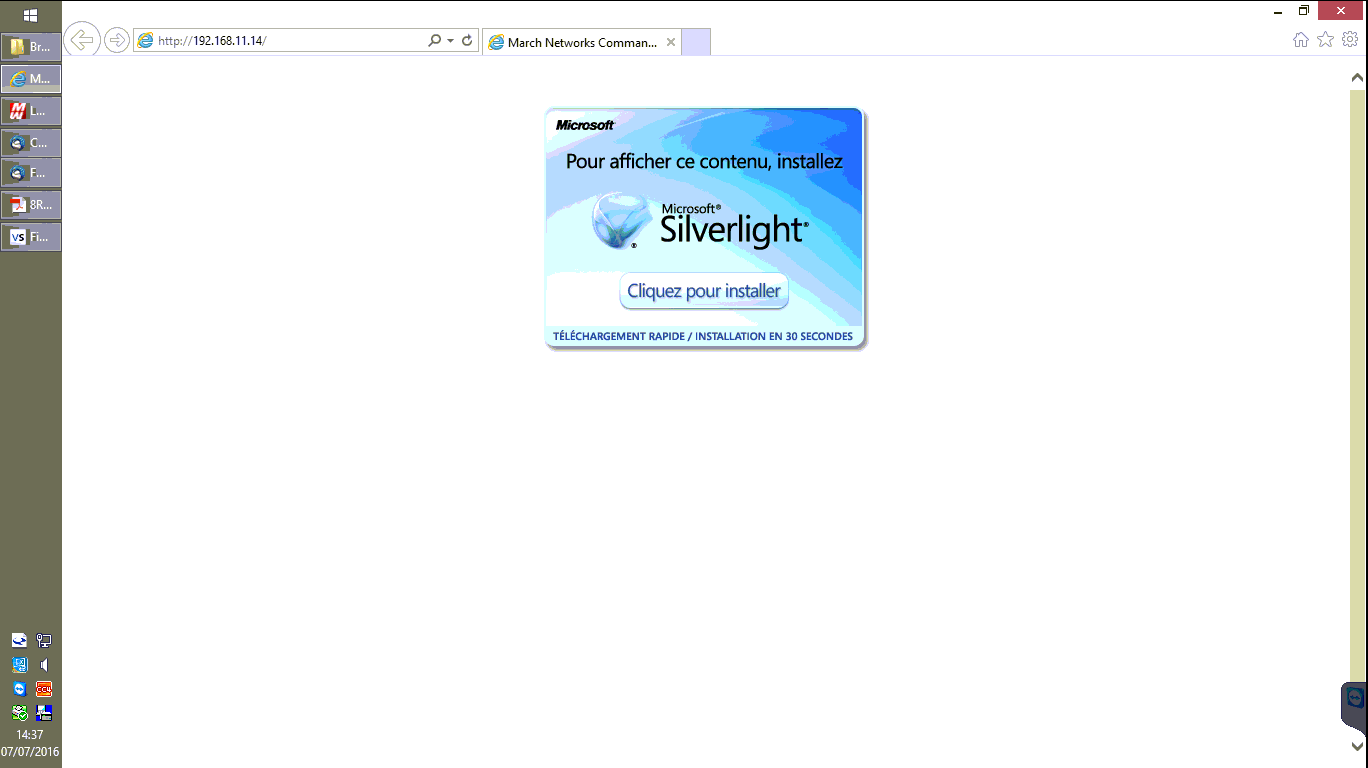 http://192.168.11.14/
March Networks Comman...
Br...
M...
L...
C...
F...
8R...
Fi...
Microsoft
Pour afficher ce contenu, installez
Microsoft®
Silverlight®
Cliquez pour installer
TÉLÉCHARGEMENT RAPIDE / INSTALLATION EN 30 SECONDES
14:37
07/07/2016